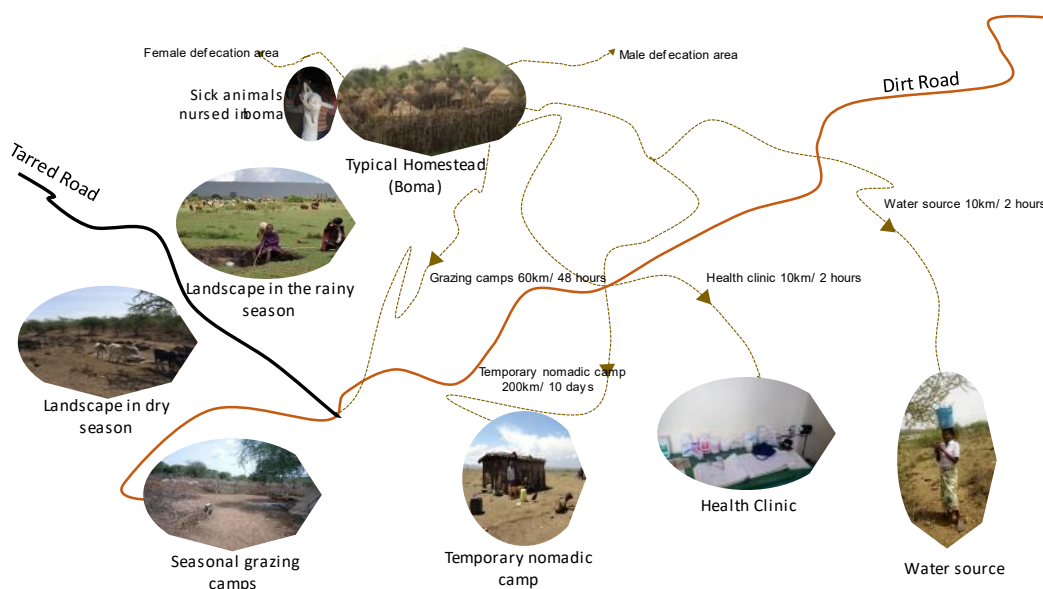 Female defecation area
Male defecation area
Sick animals
nursed in boma
Typical Homestead
(Boma)
Dirt Road
Tarred Road
Water source 10km/ 2 hours
Landscape in the rainy
season
Grazing camps 60km/ 48 hours
Health clinic 10km/ 2 hours
Temporary nomadic camp
200km/ 10 days
Landscape in dry
season
Health Clinic
Seasonal grazing
camps
Temporary nomadic
camp
Water source